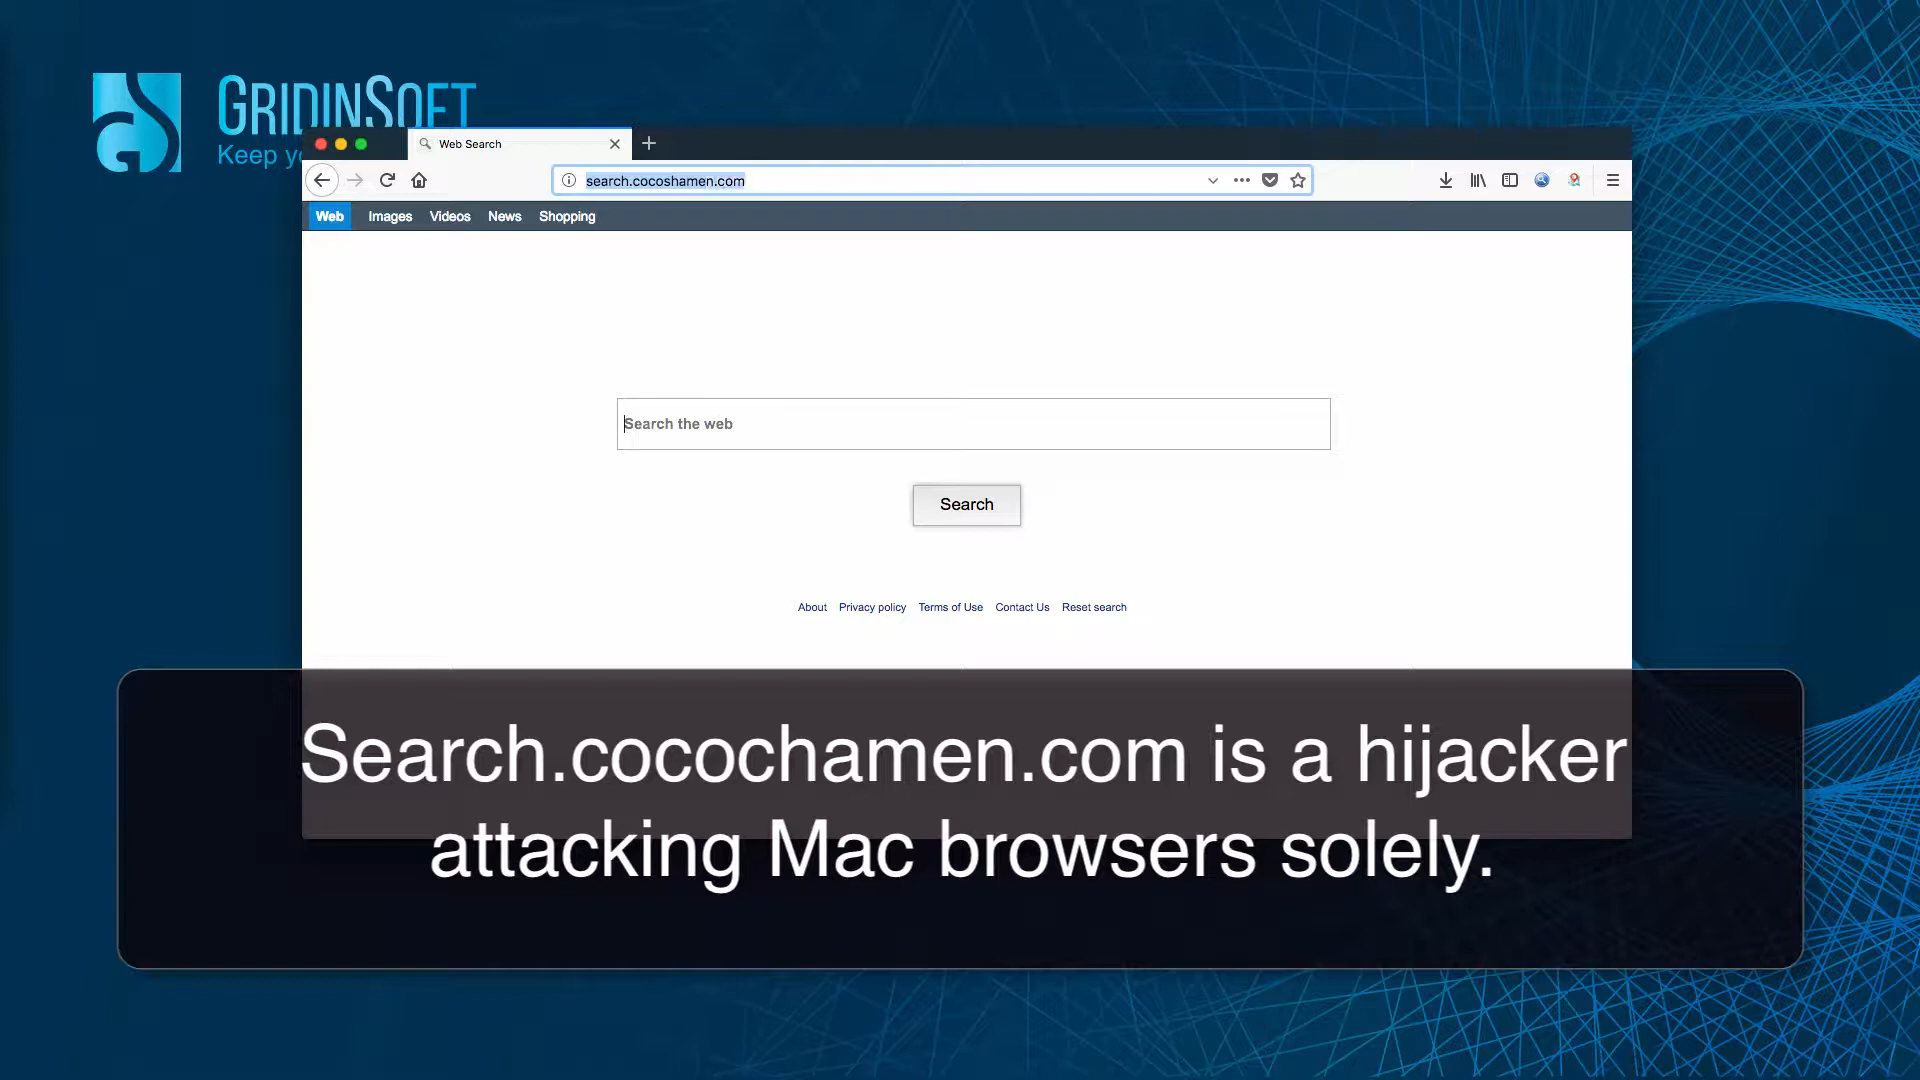 GRIDINSOFT
Keep
Web Search
search.cocoshamen.com
Web Images Videos News Shopping
Search the web
Search
About Privacy policy Terms of Use Contact Us Reset search
Search.cocochamen.com is a hijacker
attacking Mac browsers solely.